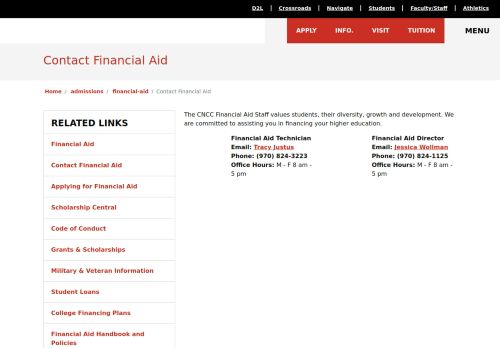 D2L | Crossroads | Navigate | Students | Faculty/Staff | Athletics
APPLY INFO. VISIT TUITION MENU
Contact Financial Aid
Home / admissions / financial-aid / Contact Financial Aid
RELATED LINKS
Financial Aid
Contact Financial Aid
Applying for Financial Aid
Scholarship Central
Code of Conduct
Grants & Scholarships
Military & Veteran Information
Student Loans
College Financing Plans
Financial Aid Handbook and
Policies
The CNCC Financial Aid Staff values students, their diversity, growth and development. We
are committed to assisting you in financing your higher education.
Financial Aid Technician
Email: Tracy Justus
Phone: (970) 824-3223
Office Hours: M - F 8 am -
5 pm
Financial Aid Director
Email: Jessica Wollman
Phone: (970) 824-1125
Office Hours: M - F 8 am -
5 pm